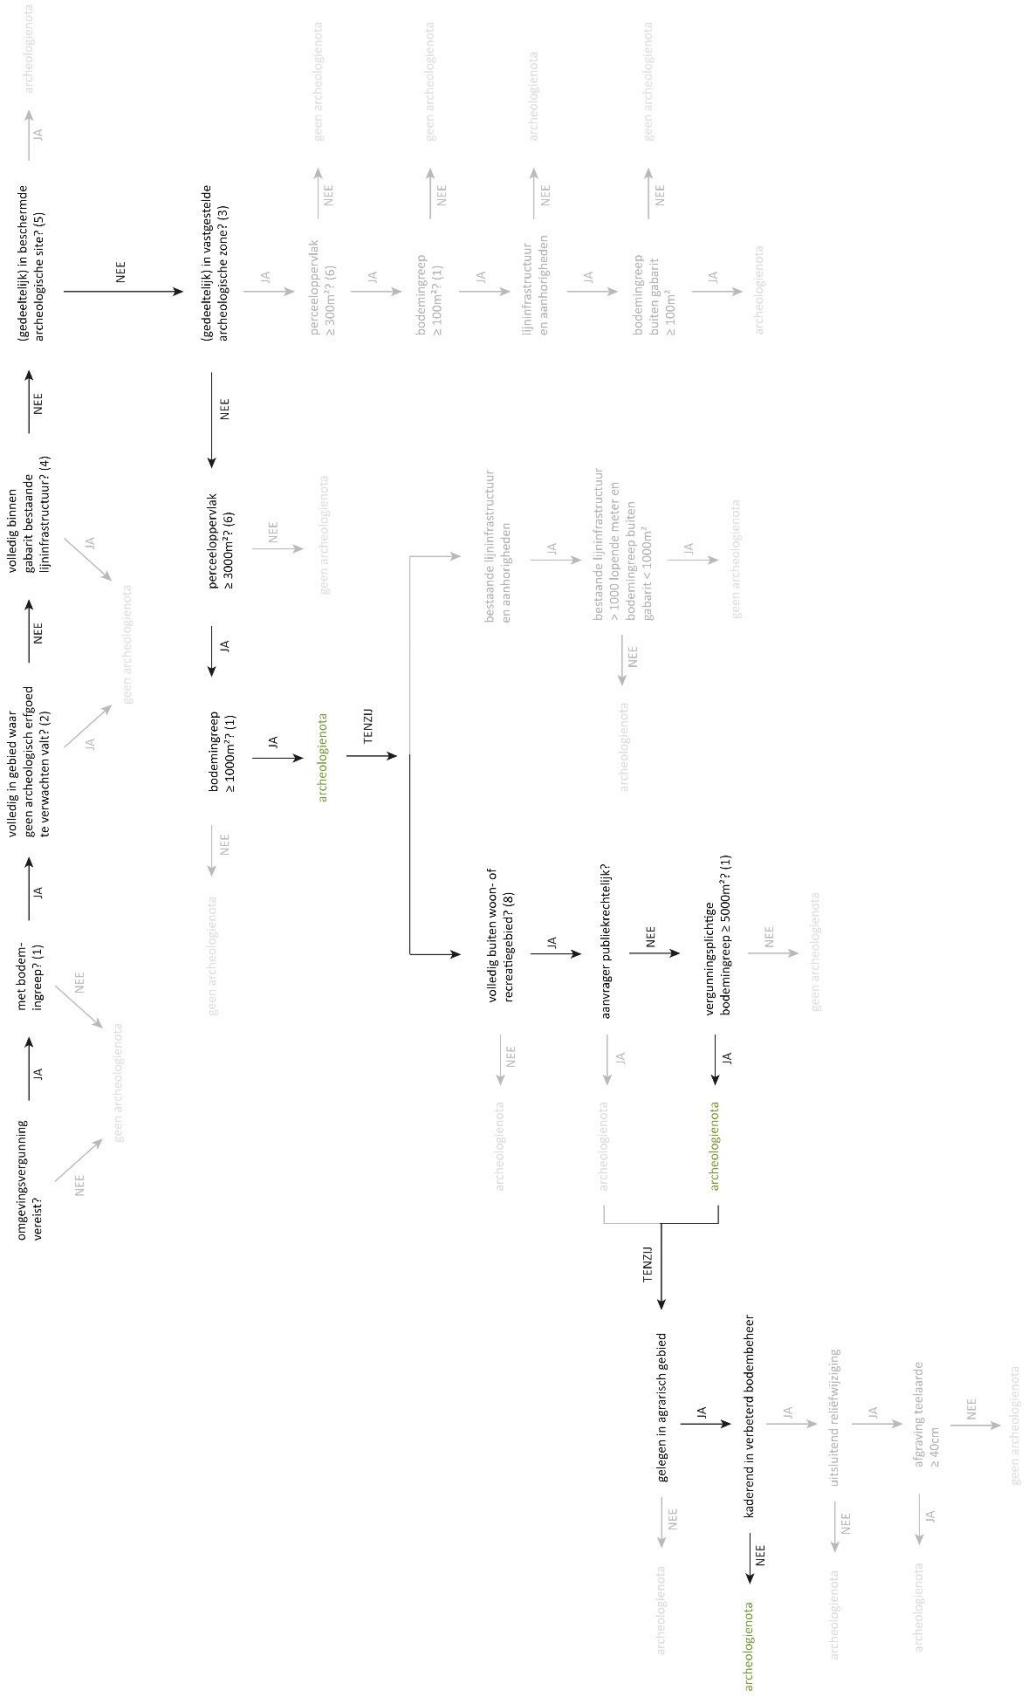 omgevingsvergunning
vereist?
JA
NEE
met bodem-
ingreep? (1)
JA
NEE
geen archeologienota
volledig in gebied waar
geen archeologisch erfgoed
te verwachten valt? (2)
NEE
JA
volledig binnen
gabarit bestaande
lijninfrastructuur? (4)
NEE
JA
geen archeologienota
(gedeeltelijk) in beschermde
archeologische site? (5)
JA
archeologienota
NEE
(gedeeltelijk) in vastgestelde
archeologische zone? (3)
JA
perceeloppervlak
≥ 300m²? (6)
NEE
geen archeologienota
JA
bodemingreep
≥ 100m²? (1)
NEE
geen archeologienota
JA
lijninfrastructuur
en aanhorigheden
NEE
archeologienota
JA
bodemingreep
buiten gabarit
≥ 100m²
NEE
geen archeologienota
JA
archeologienota
NEE
perceeloppervlak
≥ 3000m²? (6)
NEE
geen archeologienota
JA
bodemingreep
≥ 1000m²? (1)
NEE
geen archeologienota
JA
archeologienota
TENZIJ
bestaande lijninfrastructuur
en aanhorigheden
JA
bestaande lijninfrastructuur
> 1000 lopende meter en
bodemingreep buiten
gabarit < 1000m²
NEE
archeologienota
JA
geen archeologienota
volledig buiten woon- of
recreatiegebied? (8)
NEE
archeologienota
JA
aanvrager publiekrechtelijk?
JA
archeologienota
NEE
vergunningsplichtige
bodemingreep ≥ 5000m²? (1)
NEE
geen archeologienota
JA
archeologienota
TENZIJ
gelegen in agrarisch gebied
NEE
archeologienota
JA
kaderend in verbeterd bodembeheer
NEE
archeologienota
JA
uitsluitend reliëfwijziging
NEE
archeologienota
JA
afgraving teelaarde
≥ 40cm
JA
archeologienota
NEE
geen archeologienota